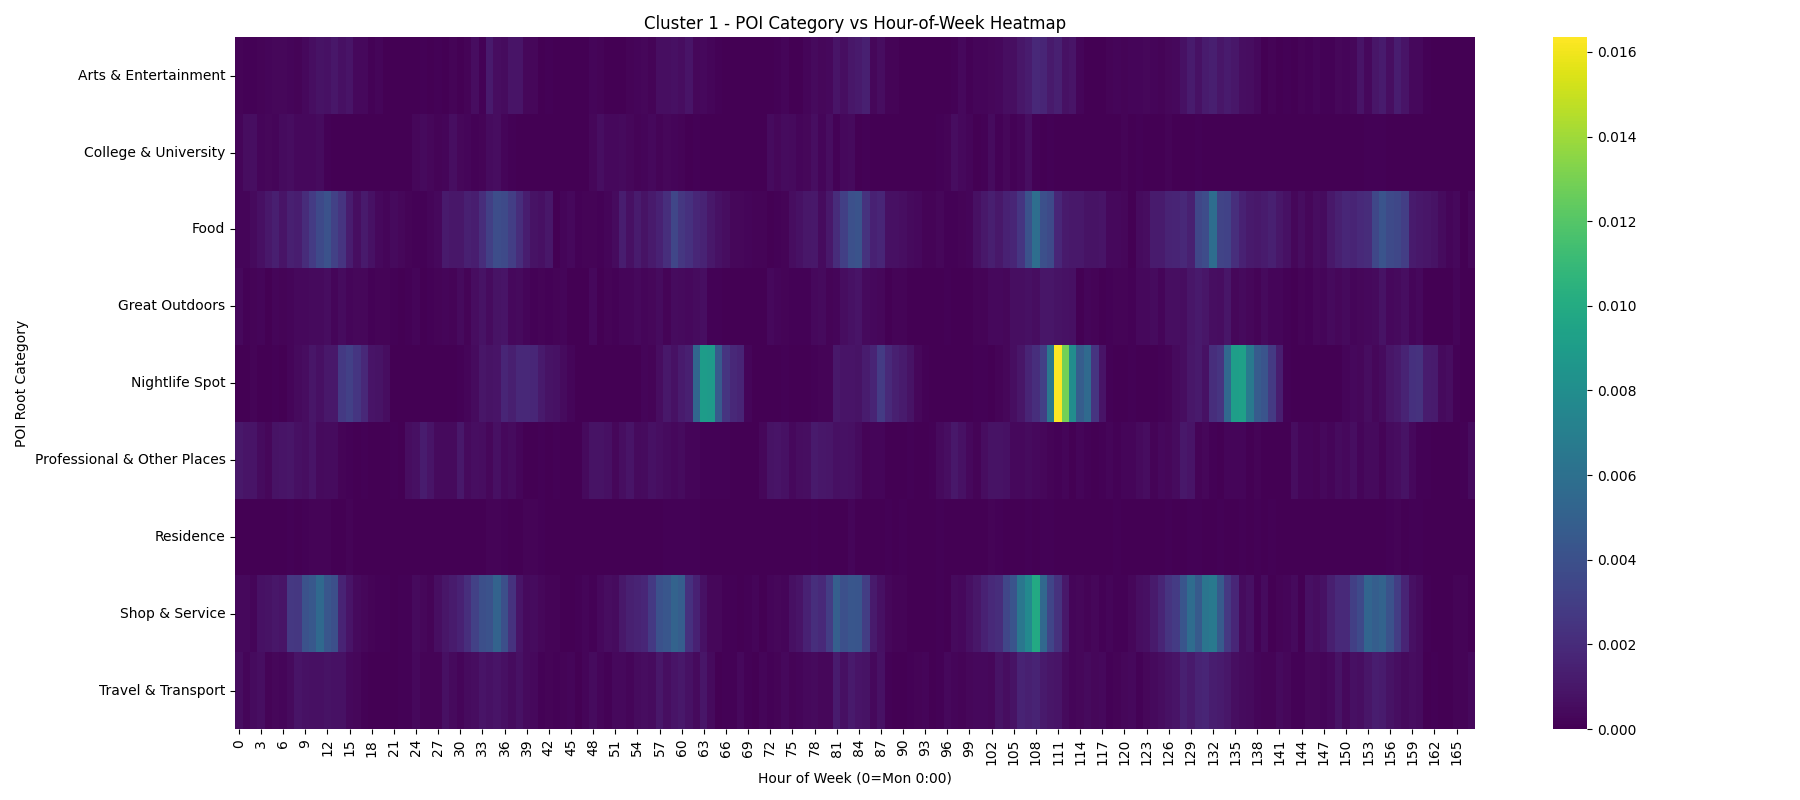 Cluster 1 - POI Category vs Hour-of-Week Heatmap
POI Root Category
Arts & Entertainment
College & University
Food
Great Outdoors
Nightlife Spot
Professional & Other Places
Residence
Shop & Service
Travel & Transport
0 3 6 9 12 15 18 21 24 27 30 33 36 39 42 45 48 51 54 57 60 63 66 69 72 75 78 81 84 87 90 93 96 99 102 105 108 111 114 117 120 123 126 129 132 135 138 141 144 147 150 153 156 159 162 165
Hour of Week (0=Mon 0:00)
0.016
0.014
0.012
0.010
0.008
0.006
0.004
0.002
0.000